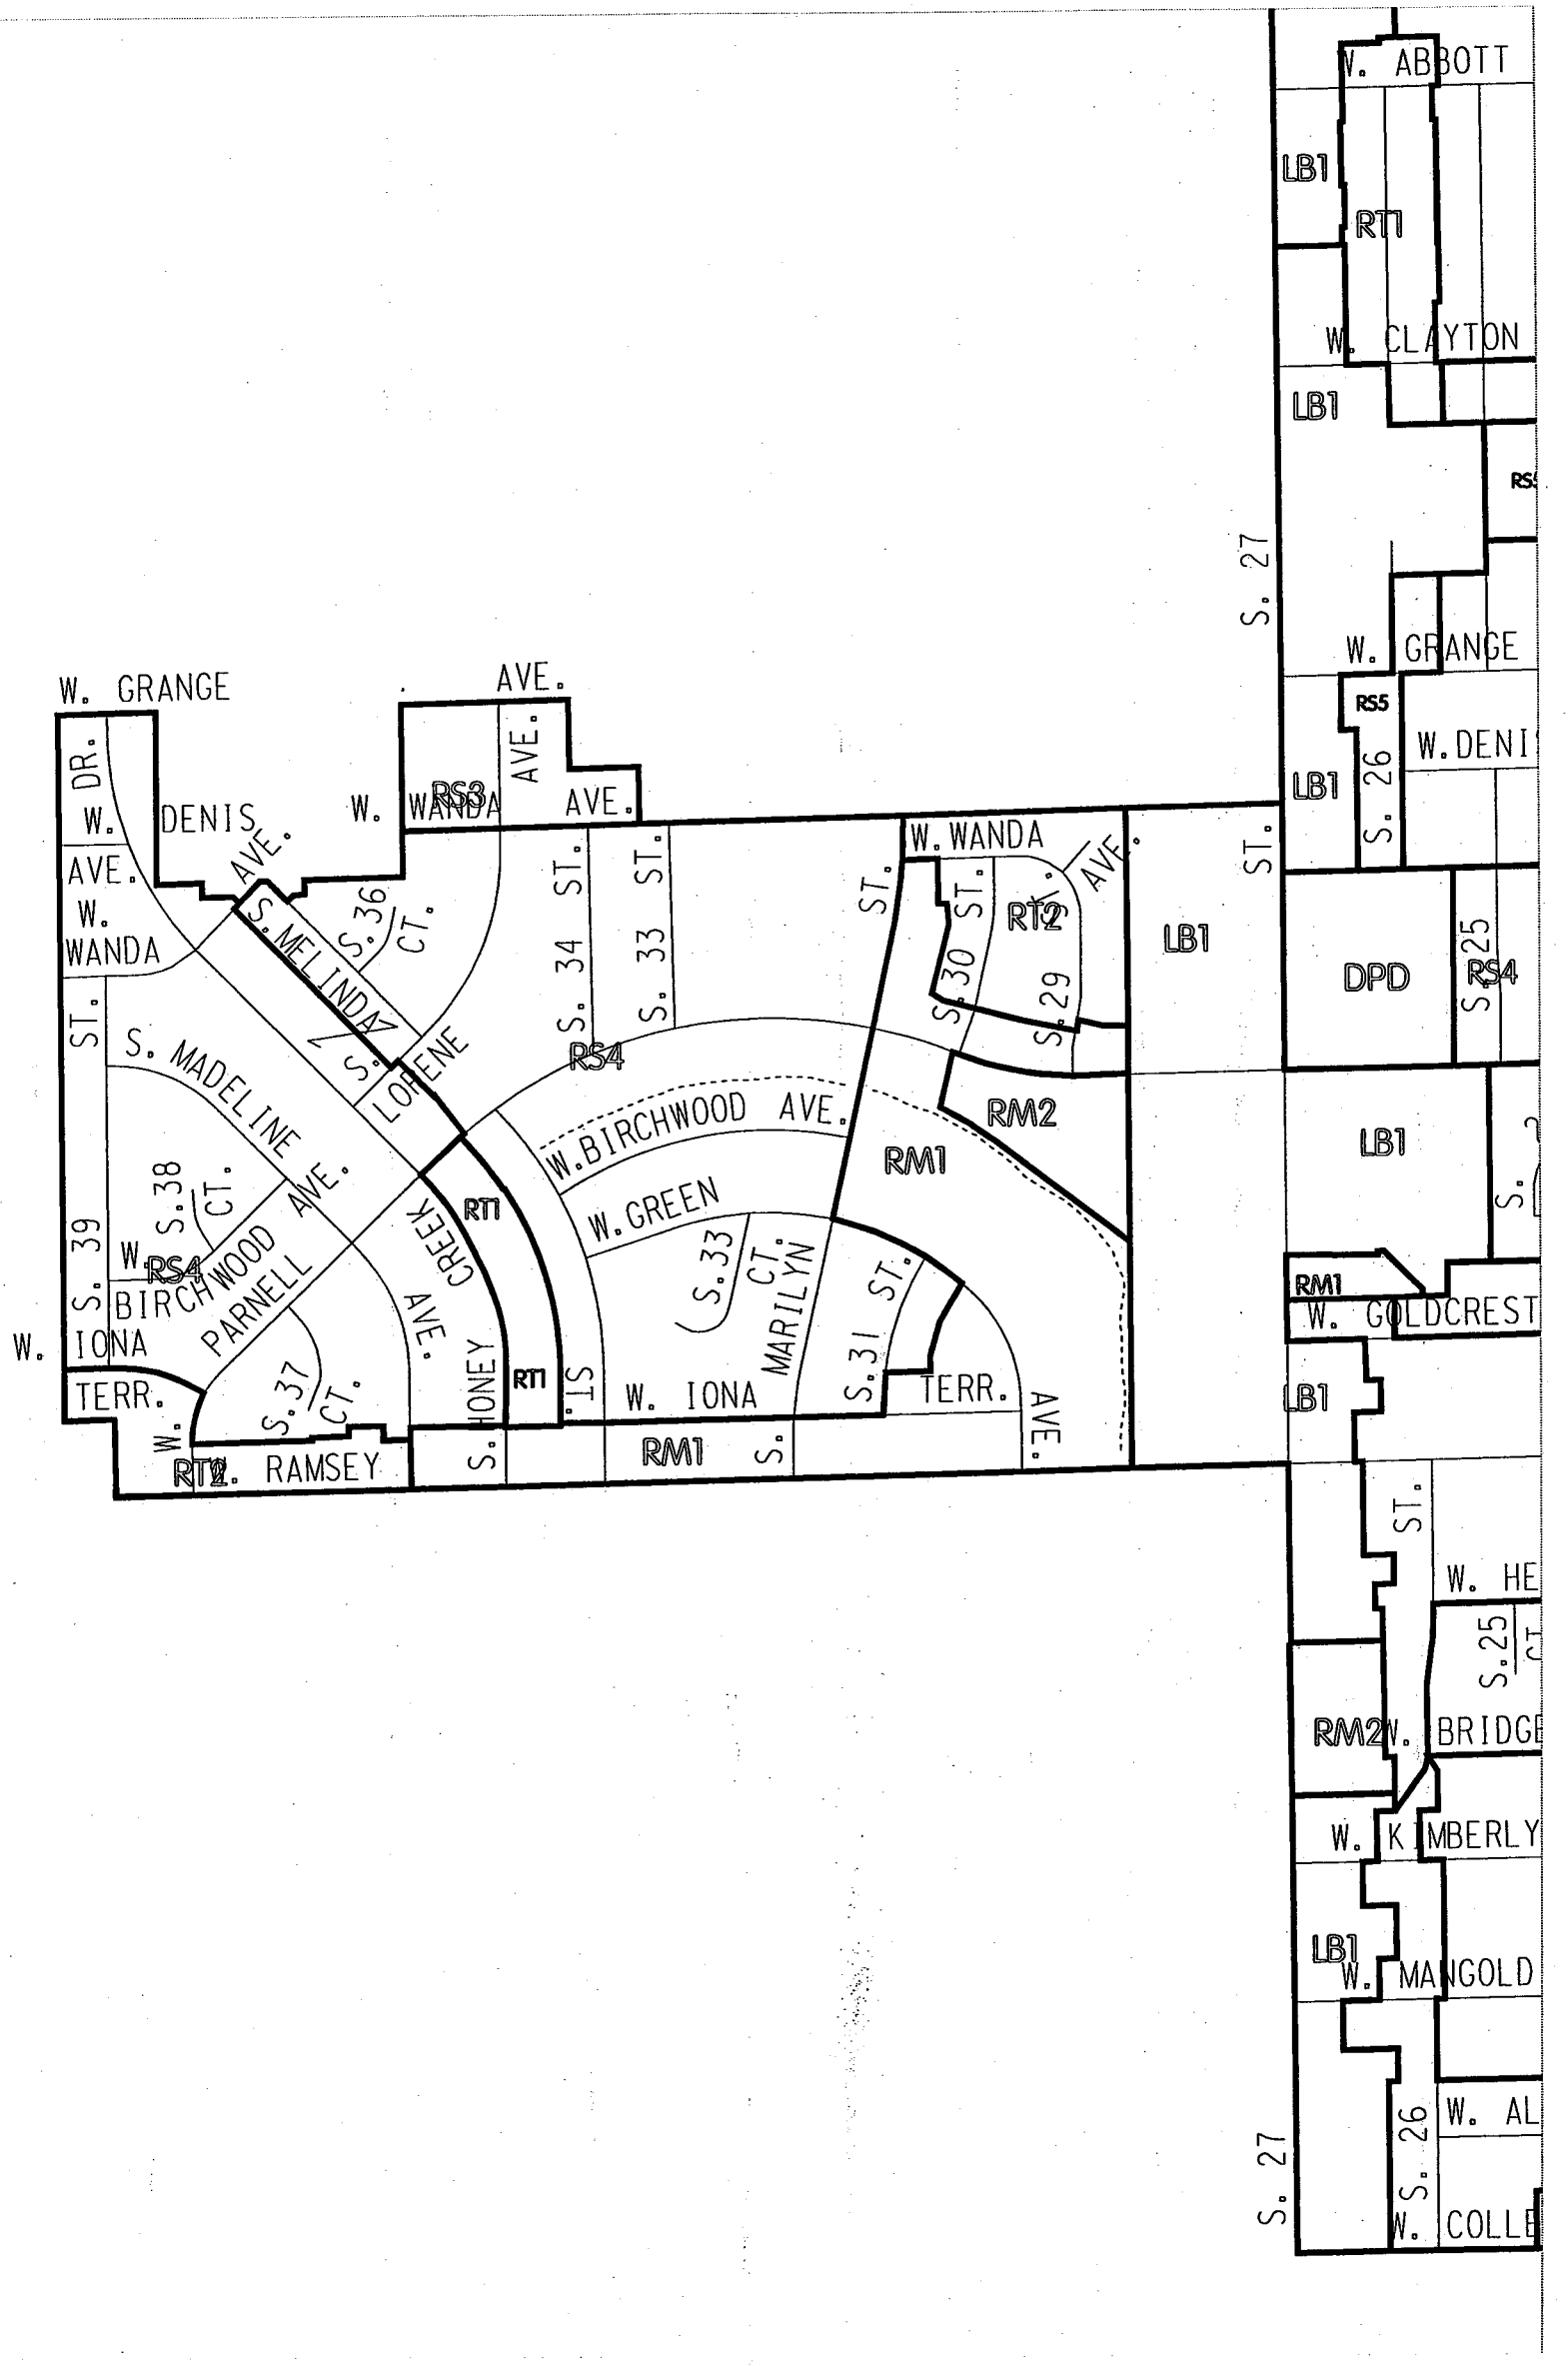 W. ABBOTT
LB1
RT1
W. CLAYTON
LB1
S. 27
W. GRANGE
W. GRANGE
AVE.
RS5
DR.
AVE.
S. 26
W. DENI
LB1
W.
DENIS
AVE.
W.
WANDA
RS3
AVE.
ST.
AVE.
W.
WANDA
S. MELINDA
S. 36
CT.
S. 34 ST.
S. 33 ST.
ST.
W. WANDA
AVE.
S. 30 ST.
RT2
S. 29
LB1
DPD
S. 25
RS4
S. 39 ST.
S. MADELINE
AVE.
S.
LORENE
RS4
W. BIRCHWOOD AVE.
RM1
RM2
LB1
S.
S. 38
CT.
W.
BIRCHWOOD AVE.
RS4
PARNELL
CREEK
RT1
W. GREEN
S. 33
CT.
MARILYN
S.
S. 31 ST.
RM1
W. GOLDCREST
W. IONA
TERR.
W.
S. 37
CT.
S. HONEY
RT1
ST.
W. IONA
TERR.
AVE.
LB1
RT2
RAMSEY
RM1
ST.
W. HE
S. 25
CT
RM2
W. BRIDGE
W. KIMBERLY
LB1
W. MANGOLD
S. 27
S. 26
W. AL
W. COLLE